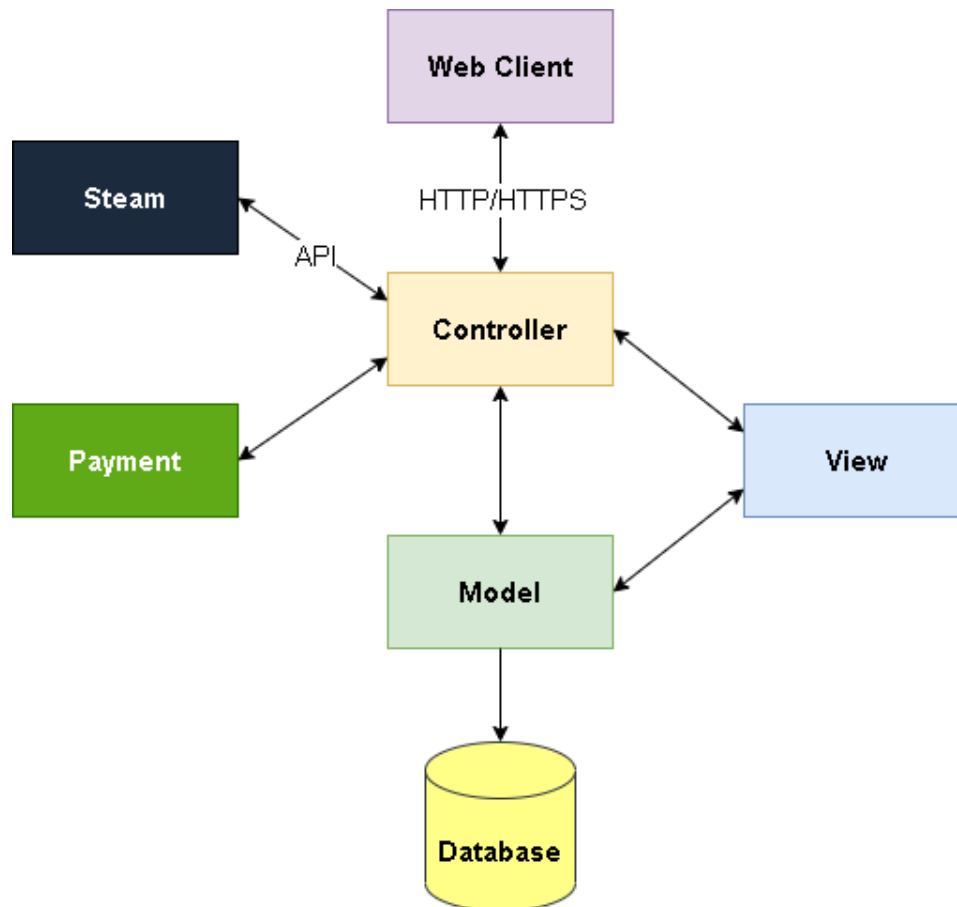 Web Client
Steam
HTTP/HTTPS
API
Controller
Payment
View
Model
Database